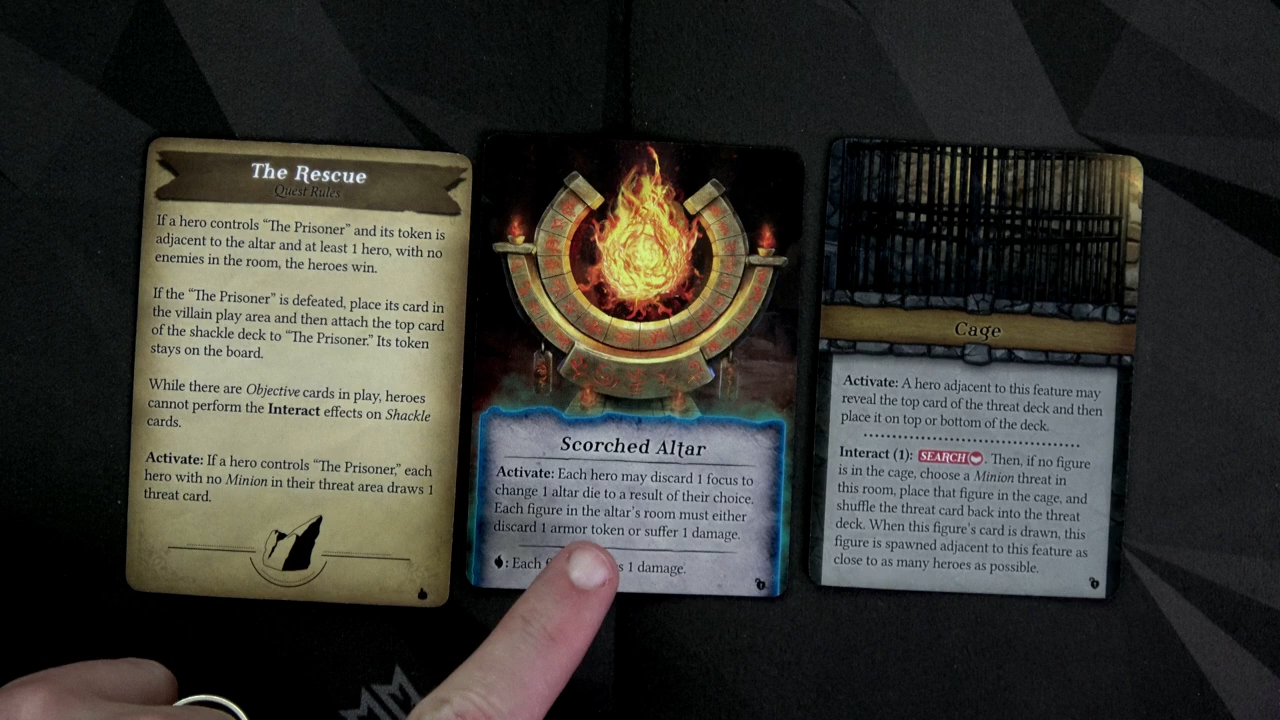 The Rescue
Quest Rules
If a hero controls “The Prisoner” and its token is
adjacent to the altar and at least 1 hero, with no
enemies in the room, the heroes win.
If the “The Prisoner” is defeated, place its card in
the villain play area and then attach the top card
of the shackle deck to “The Prisoner.” Its token
stays on the board.
While there are Objective cards in play, heroes
cannot perform the Interact effects on Shackle
cards.
Activate: If a hero controls “The Prisoner,” each
hero with no Minion in their threat area draws 1
threat card.
Scorched Altar
Activate: Each hero may discard 1 focus to
change 1 altar die to a result of their choice.
Each figure in the altar’s room must either
discard 1 armor token or suffer 1 damage.
: Each 1 damage.
Cage
Activate: A hero adjacent to this feature may
reveal the top card of the threat deck and then
place it on top or bottom of the deck.
Interact (1): SEARCH. Then, if no figure
is in the cage, choose a Minion threat in
this room, place that figure in the cage, and
shuffle the threat card back into the threat
deck. When this figure’s card is drawn, this
figure is spawned adjacent to this feature as
close to as many heroes as possible.